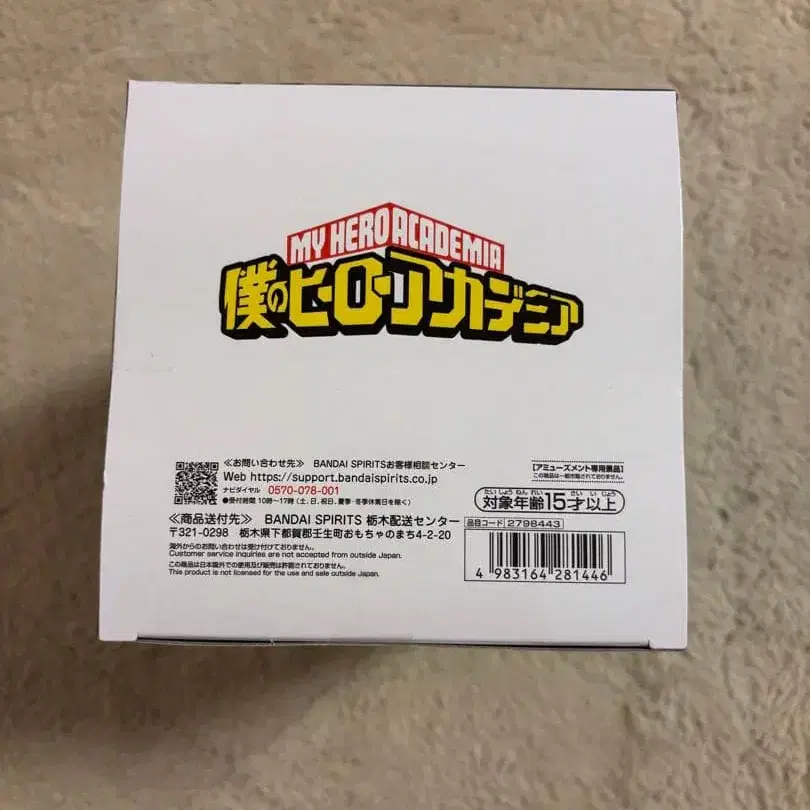 MY HERO ACADEMIA
僕のヒーローアカデミア
≪お問い合わせ先≫ BANDAI SPIRITSお客様相談センター
Web https://support.bandaispirits.co.jp
ナビダイヤル 0570-078-001
●受付時間 10時〜17時(土、日、祝日、夏季・冬季休業日を除く)
≪商品送付先≫ BANDAI SPIRITS 栃木配送センター
〒321-0298 栃木県下都賀郡壬生町おもちゃのまち4-2-20
海外からのお問い合わせは受け付けておりません。
Customer service inquiries are not accepted from outside Japan.
この商品は日本国外での使用及び販売は許諾されておりません。
This product is not licensed for the use and sale outside Japan.
【アミューズメント専用景品】
この商品は一般市販されておりません。
たいしょうねんれい さいいじょう
対象年齢15才以上
品目コード 2798443
4 983164 281446